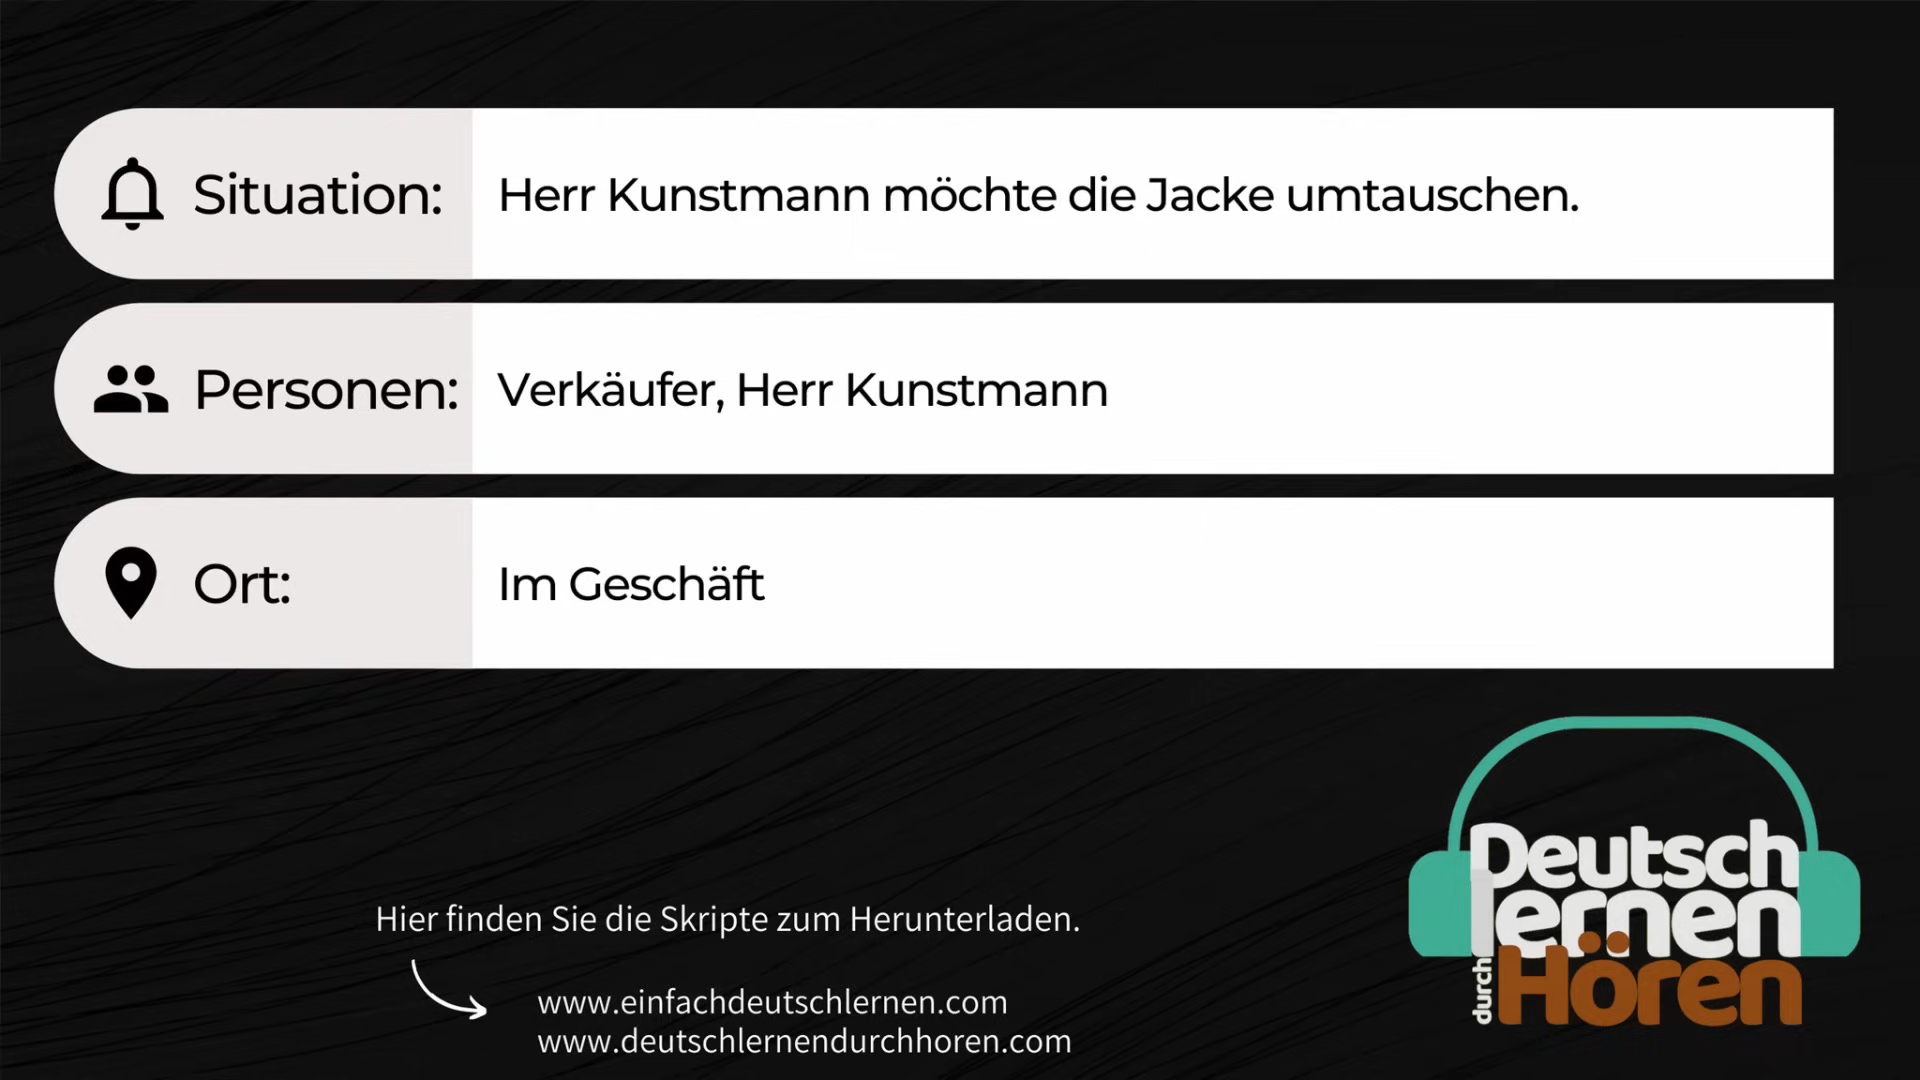 Situation: Herr Kunstmann möchte die Jacke umtauschen.
Personen: Verkäufer, Herr Kunstmann
Ort: Im Geschäft
Hier finden Sie die Skripte zum Herunterladen.
www.einfachdeutschlernen.com
www.deutschlernendurchhoren.com
Deutsch
lernen
durch Hören